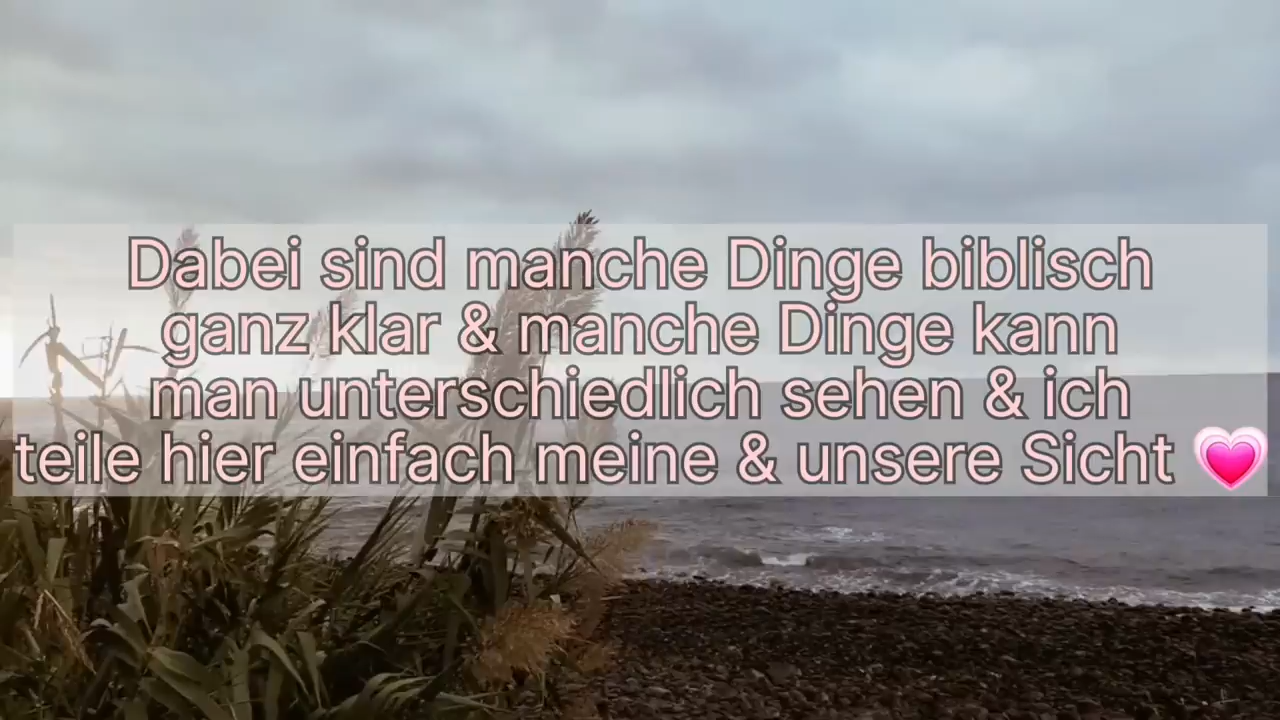 Dabei sind manche Dinge biblisch
ganz klar & manche Dinge kann
man unterschiedlich sehen & ich
teile hier einfach meine & unsere Sicht 💗